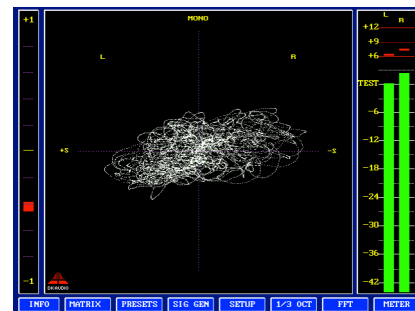 +1
MONO
L
R
+S
-S
-1
DK-AUDIO
L
R
+12
+9
+6
TEST
-6
-12
-18
-24
-30
-36
-42
INFO
MATRIX
PRESETS
SIG GEN
SETUP
1/3 OCT
FFT
METER